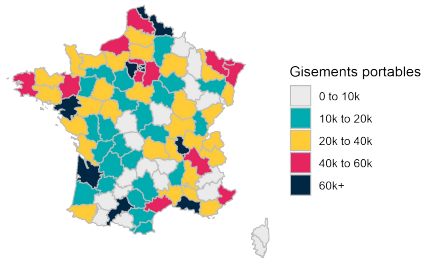 Gisements portables
0 to 10k
10k to 20k
20k to 40k
40k to 60k
60k+